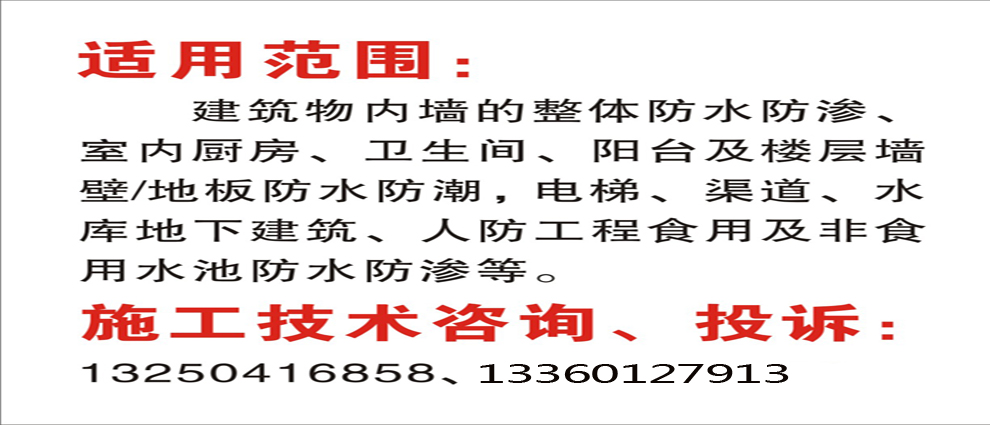 适用范围：
建筑物内墙的整体防水防渗、
室内厨房、卫生间、阳台及楼层墙
壁/地板防水防潮，电梯、渠道、水
库地下建筑、人防工程食用及非食
用水池防水防渗等。
施工技术咨询、投诉：
13250416858、13360127913